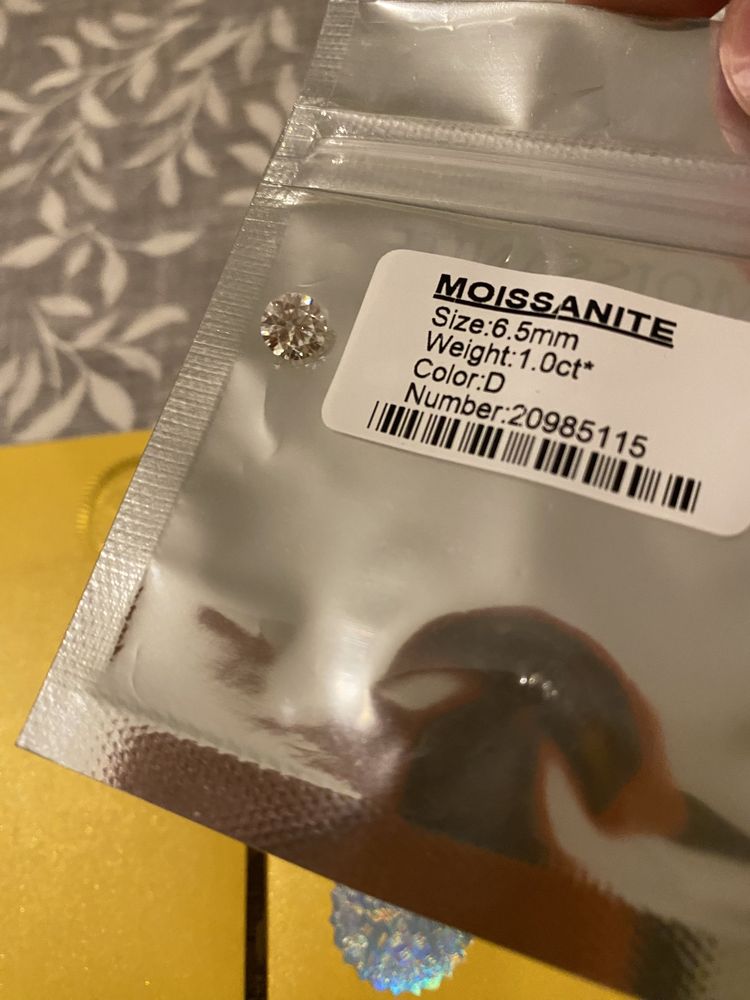 MOISSANITE
Size:6.5mm
Weight:1.0ct*
Color:D
Number:20985115